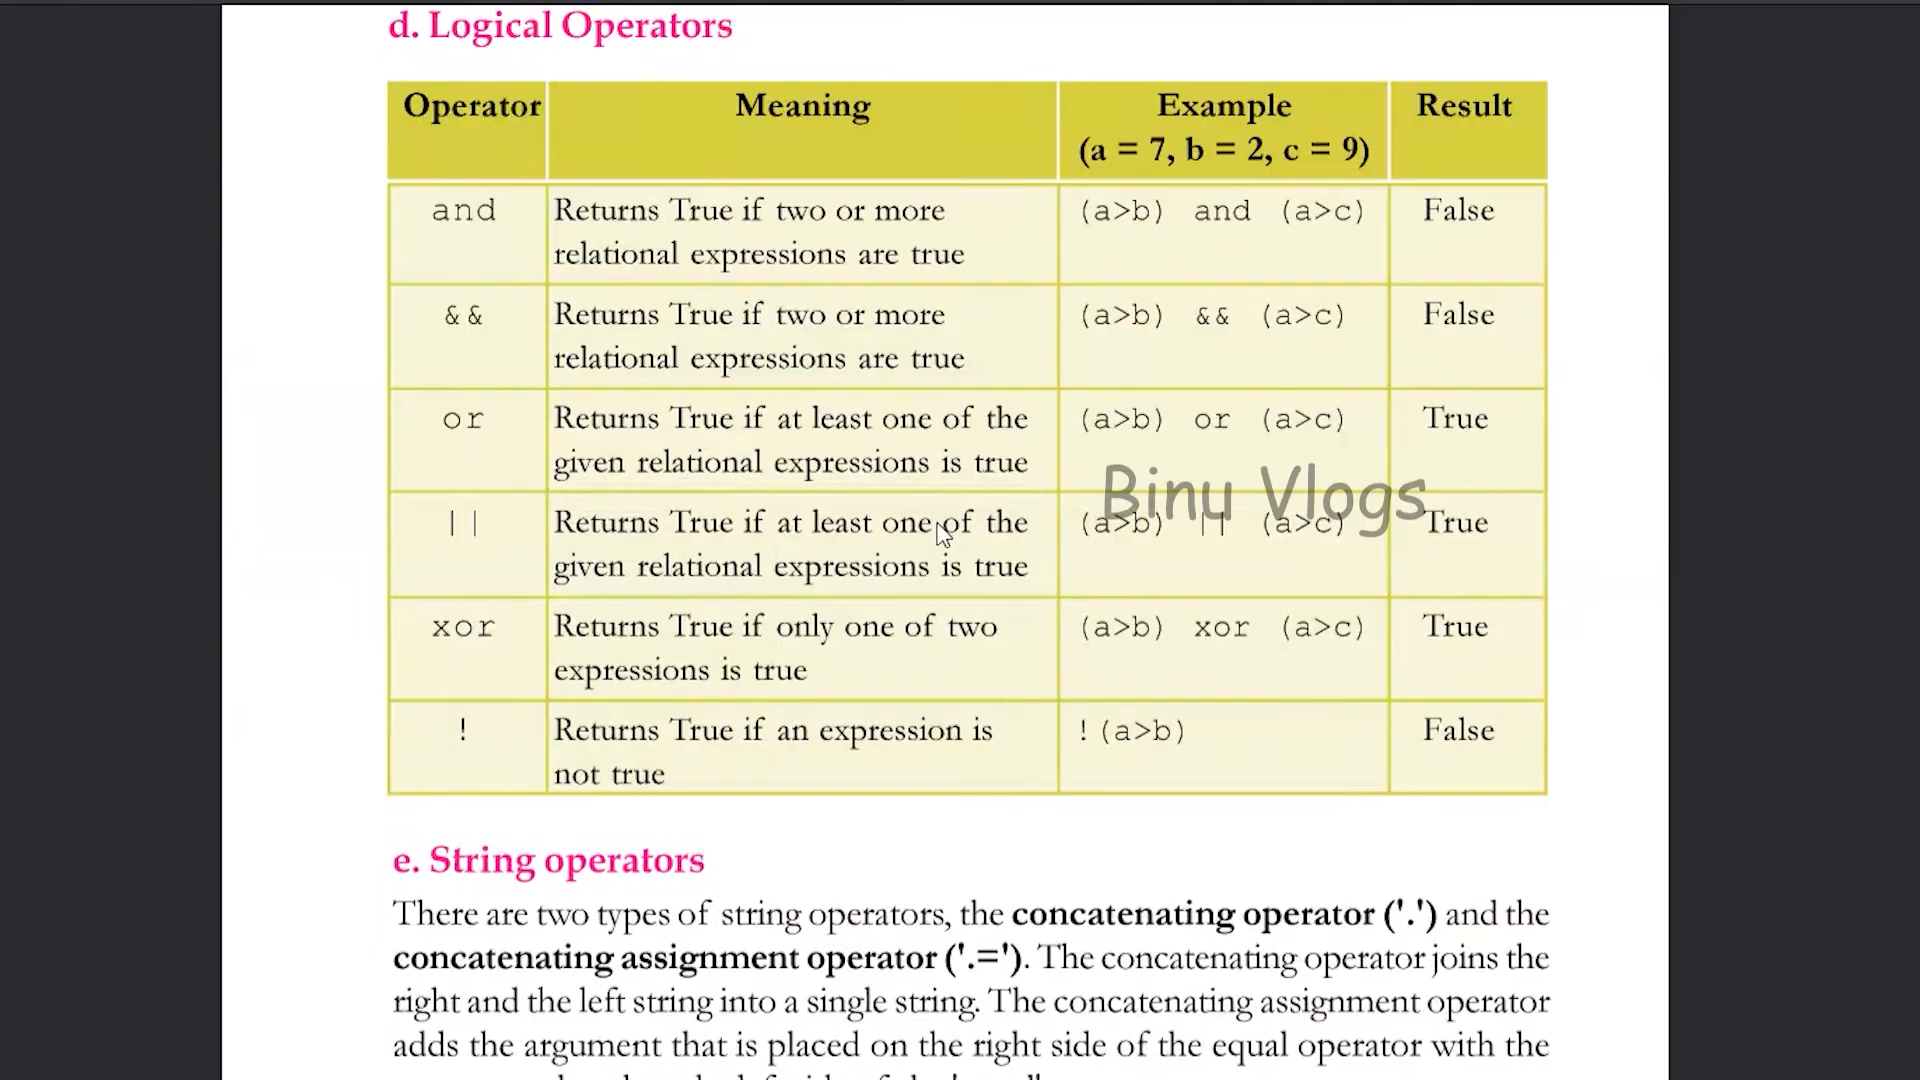 d. Logical Operators
Operator Meaning Example Result
(a = 7, b = 2, c = 9)
and Returns True if two or more (a>b) and (a>c) False
relational expressions are true
&& Returns True if two or more (a>b) && (a>c) False
relational expressions are true
or Returns True if at least one of the (a>b) or (a>c) True
given relational expressions is true
Binu Vlogs
|| Returns True if at least one of the (a>b) || (a>c) True
given relational expressions is true
xor Returns True if only one of two (a>b) xor (a>c) True
expressions is true
! Returns True if an expression is !(a>b) False
not true
e. String operators
There are two types of string operators, the concatenating operator ('.') and the
concatenating assignment operator ('.='). The concatenating operator joins the
right and the left string into a single string. The concatenating assignment operator
adds the argument that is placed on the right side of the equal operator with the